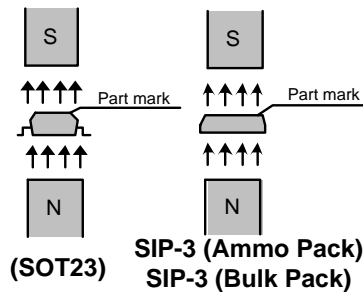 S
S
Part mark
Part mark
N
N
(SOT23)
SIP-3 (Ammo Pack)
SIP-3 (Bulk Pack)